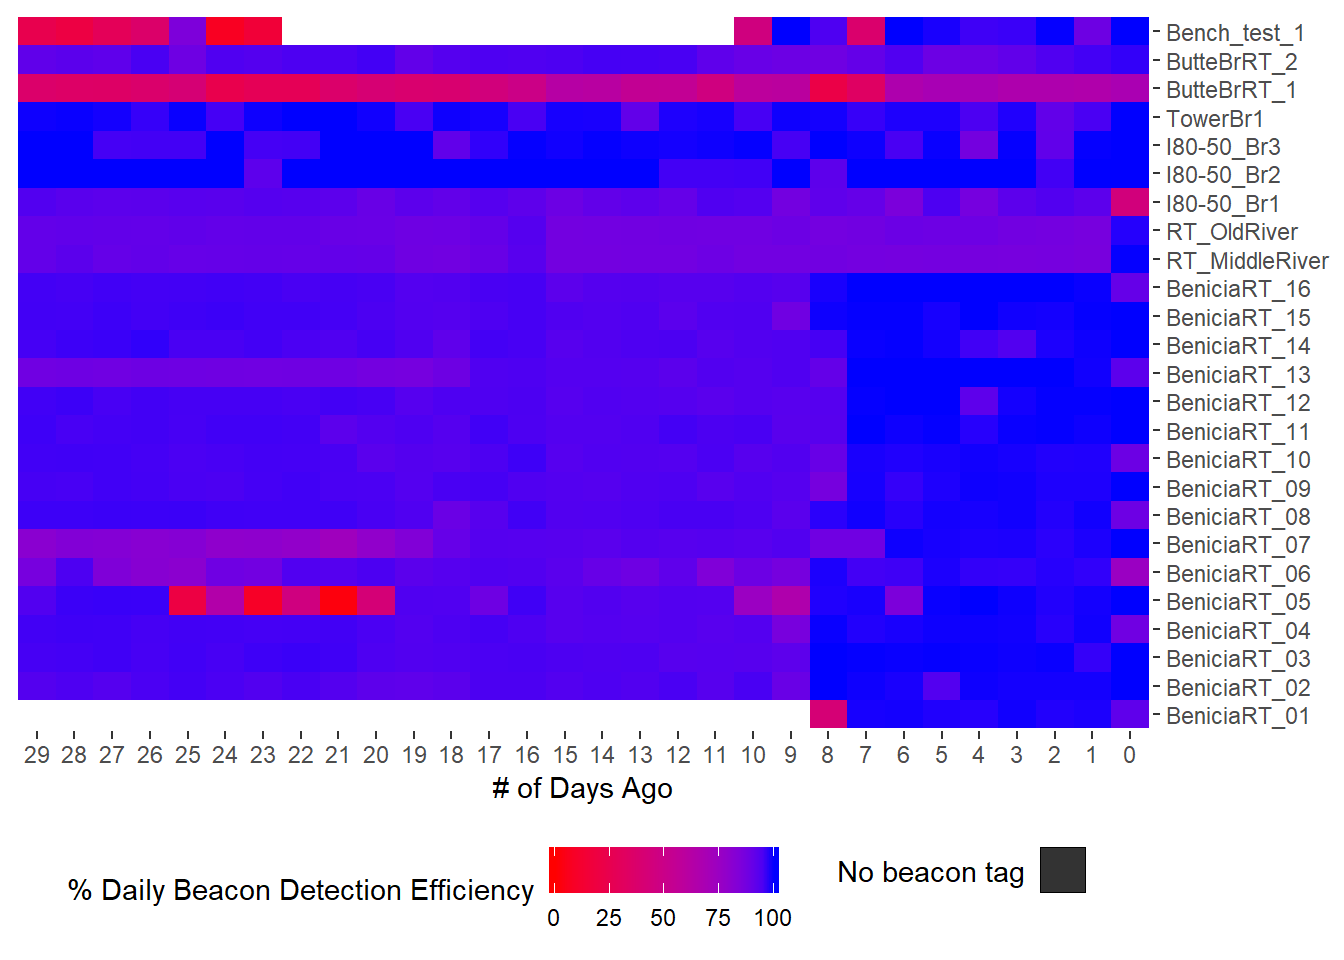 Bench_test_1
ButteBrRT_2
ButteBrRT_1
TowerBr1
I80-50_Br3
I80-50_Br2
I80-50_Br1
RT_OldRiver
RT_MiddleRiver
BeniciaRT_16
BeniciaRT_15
BeniciaRT_14
BeniciaRT_13
BeniciaRT_12
BeniciaRT_11
BeniciaRT_10
BeniciaRT_09
BeniciaRT_08
BeniciaRT_07
BeniciaRT_06
BeniciaRT_05
BeniciaRT_04
BeniciaRT_03
BeniciaRT_02
BeniciaRT_01
29 28 27 26 25 24 23 22 21 20 19 18 17 16 15 14 13 12 11 10 9 8 7 6 5 4 3 2 1 0
# of Days Ago
% Daily Beacon Detection Efficiency
0 25 50 75 100
No beacon tag